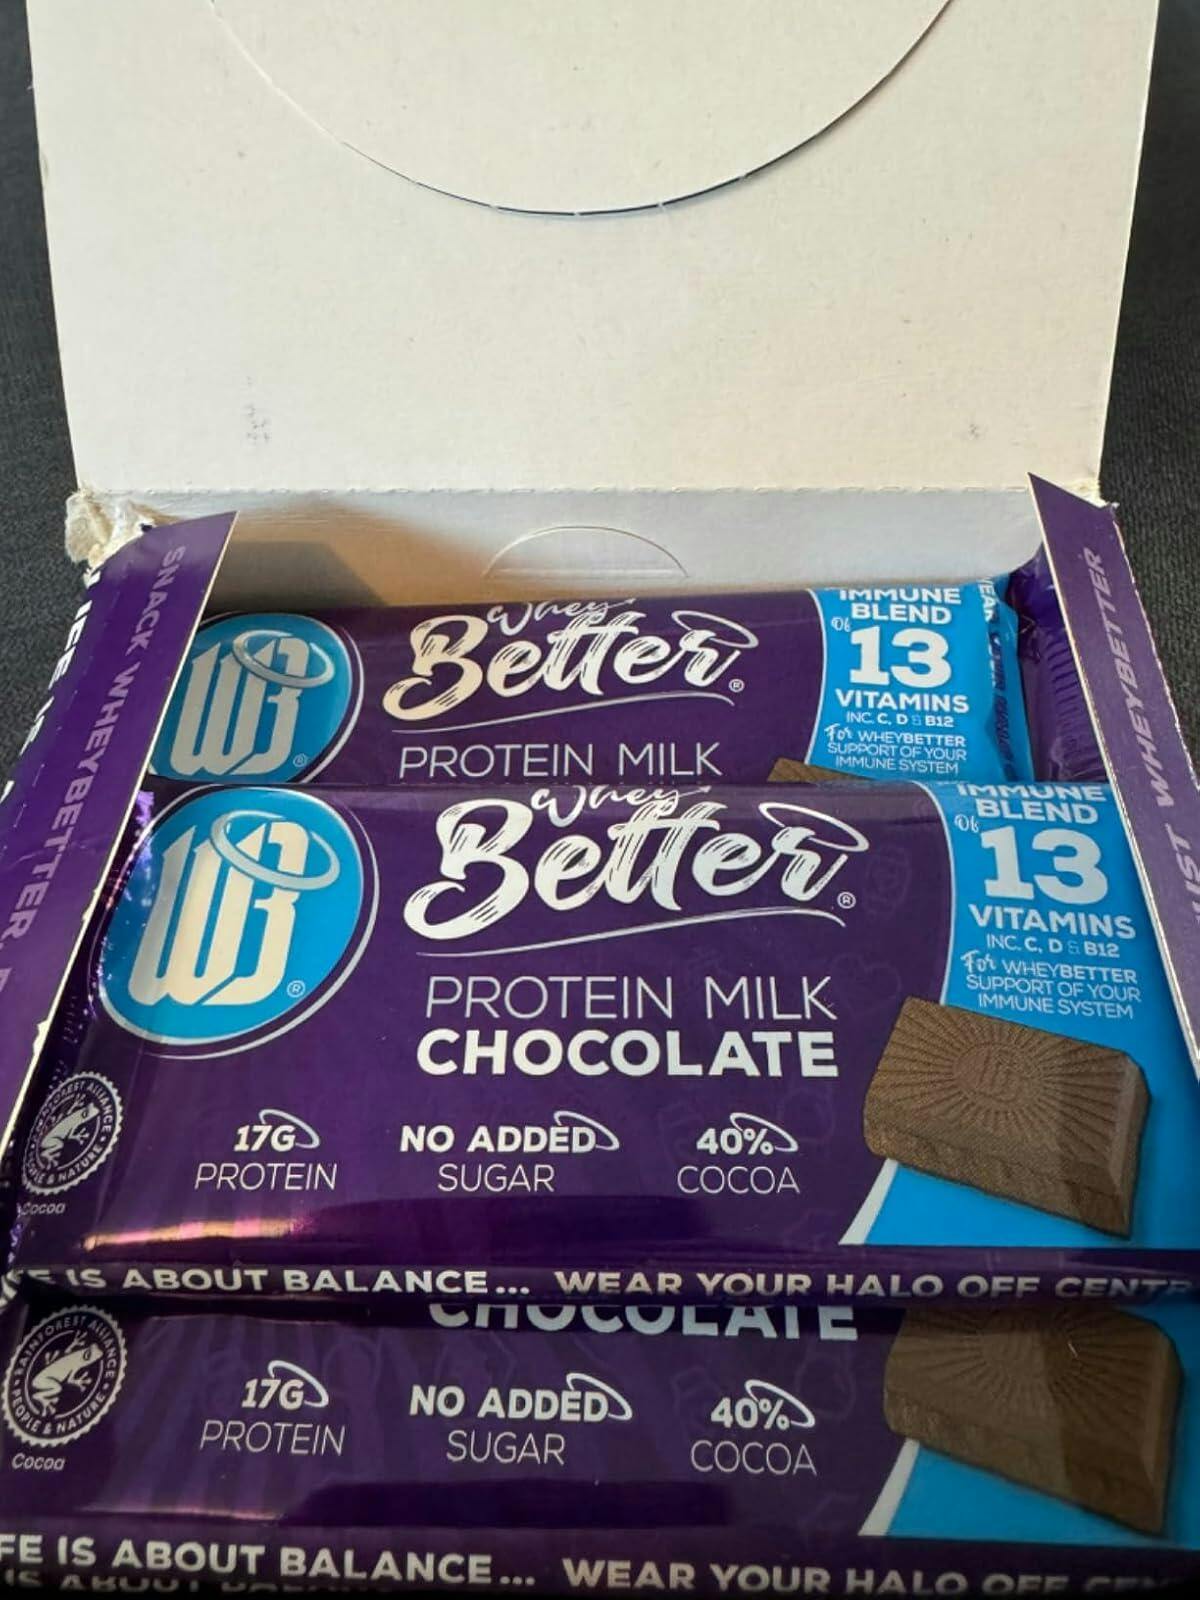 SNACK WHEYBETTER.
WHEYBETTER
WB
Whey
Better®
PROTEIN MILK
IMMUNE
BLEND
Of
13
VITAMINS
INC. C, D & B12
For WHEYBETTER
SUPPORT OF YOUR
IMMUNE SYSTEM
WB
Whey
Better®
PROTEIN MILK
CHOCOLATE
IMMUNE
BLEND
Of
13
VITAMINS
INC. C, D & B12
For WHEYBETTER
SUPPORT OF YOUR
IMMUNE SYSTEM
RAINFOREST ALLIANCE
PEOPLE & NATURE
Cocoa
17G
PROTEIN
NO ADDED
SUGAR
40%
COCOA
IS ABOUT BALANCE... WEAR YOUR HALO OFF CENTR
CHOCOLATE
RAINFOREST ALLIANCE
PEOPLE & NATURE
Cocoa
17G
PROTEIN
NO ADDED
SUGAR
40%
COCOA
FE IS ABOUT BALANCE... WEAR YOUR HALO OFF CEN